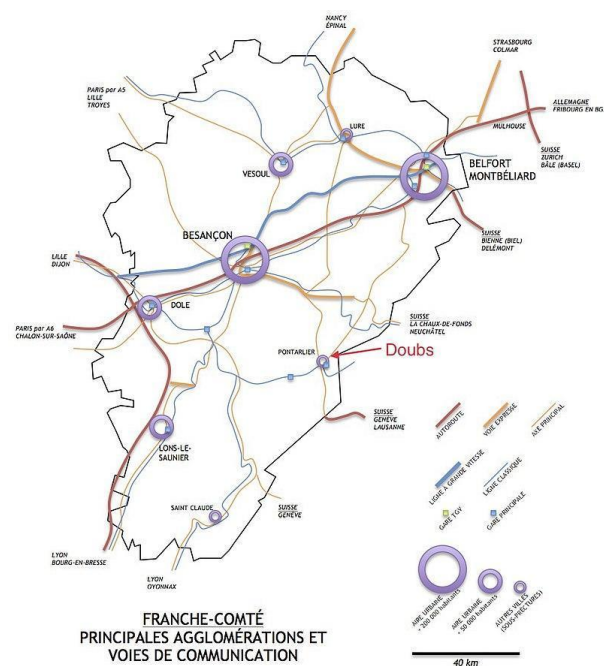 NANCY
ÉPINAL
STRASBOURG
COLMAR
PARIS par A5
LILLE
TROYES
ALLEMAGNE
FRIBOURG EN BG
MULHOUSE
LURE
VESOUL
BELFORT
MONTBÉLIARD
SUISSE
ZURICH
BÂLE (BASEL)
BESANÇON
SUISSE
BIENNE (BIEL)
DELÉMONT
LILLE
DIJON
DOLE
PARIS par A6
CHALON-SUR-SAÔNE
SUISSE
LA CHAUX-DE-FONDS
NEUCHÂTEL
PONTARLIER
Doubs
SUISSE
GENÈVE
LAUSANNE
LONS-LE-
SAUNIER
SAINT CLAUDE
SUISSE
GENÈVE
LYON
BOURG-EN-BRESSE
LYON
OYONNAX
AUTOROUTE
VOIE EXPRESSE
AXE PRINCIPAL
LIGNE A GRANDE VITESSE
LIGNE CLASSIQUE
GARE TGV
GARE PRINCIPALE
AIRE URBAINE
+ 200 000 habitants
AIRE URBAINE
+ 50 000 habitants
AUTRES VILLES
(SOUS-PRÉFECTURES)
40 km
FRANCHE-COMTÉ
PRINCIPALES AGGLOMÉRATIONS ET
VOIES DE COMMUNICATION